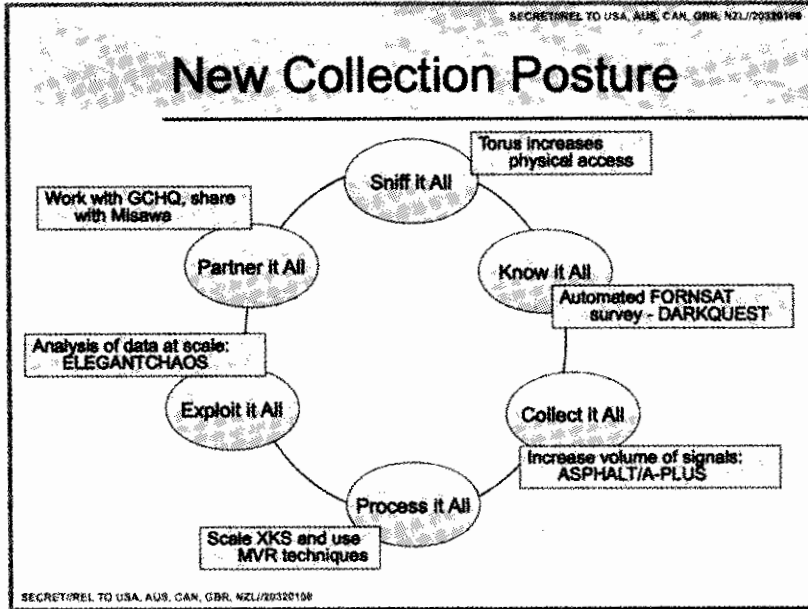 SECRET//REL TO USA, AUS, CAN, GBR, NZL//20320108
New Collection Posture
Sniff it All
Torus increases
physical access
Know it All
Automated FORNSAT
survey - DARKQUEST
Collect it All
Increase volume of signals:
ASPHALT/A-PLUS
Process it All
Scale XKS and use
MVR techniques
Exploit it All
Analysis of data at scale:
ELEGANTCHAOS
Partner it All
Work with GCHQ, share
with Misawa
SECRET//REL TO USA, AUS, CAN, GBR, NZL//20320108